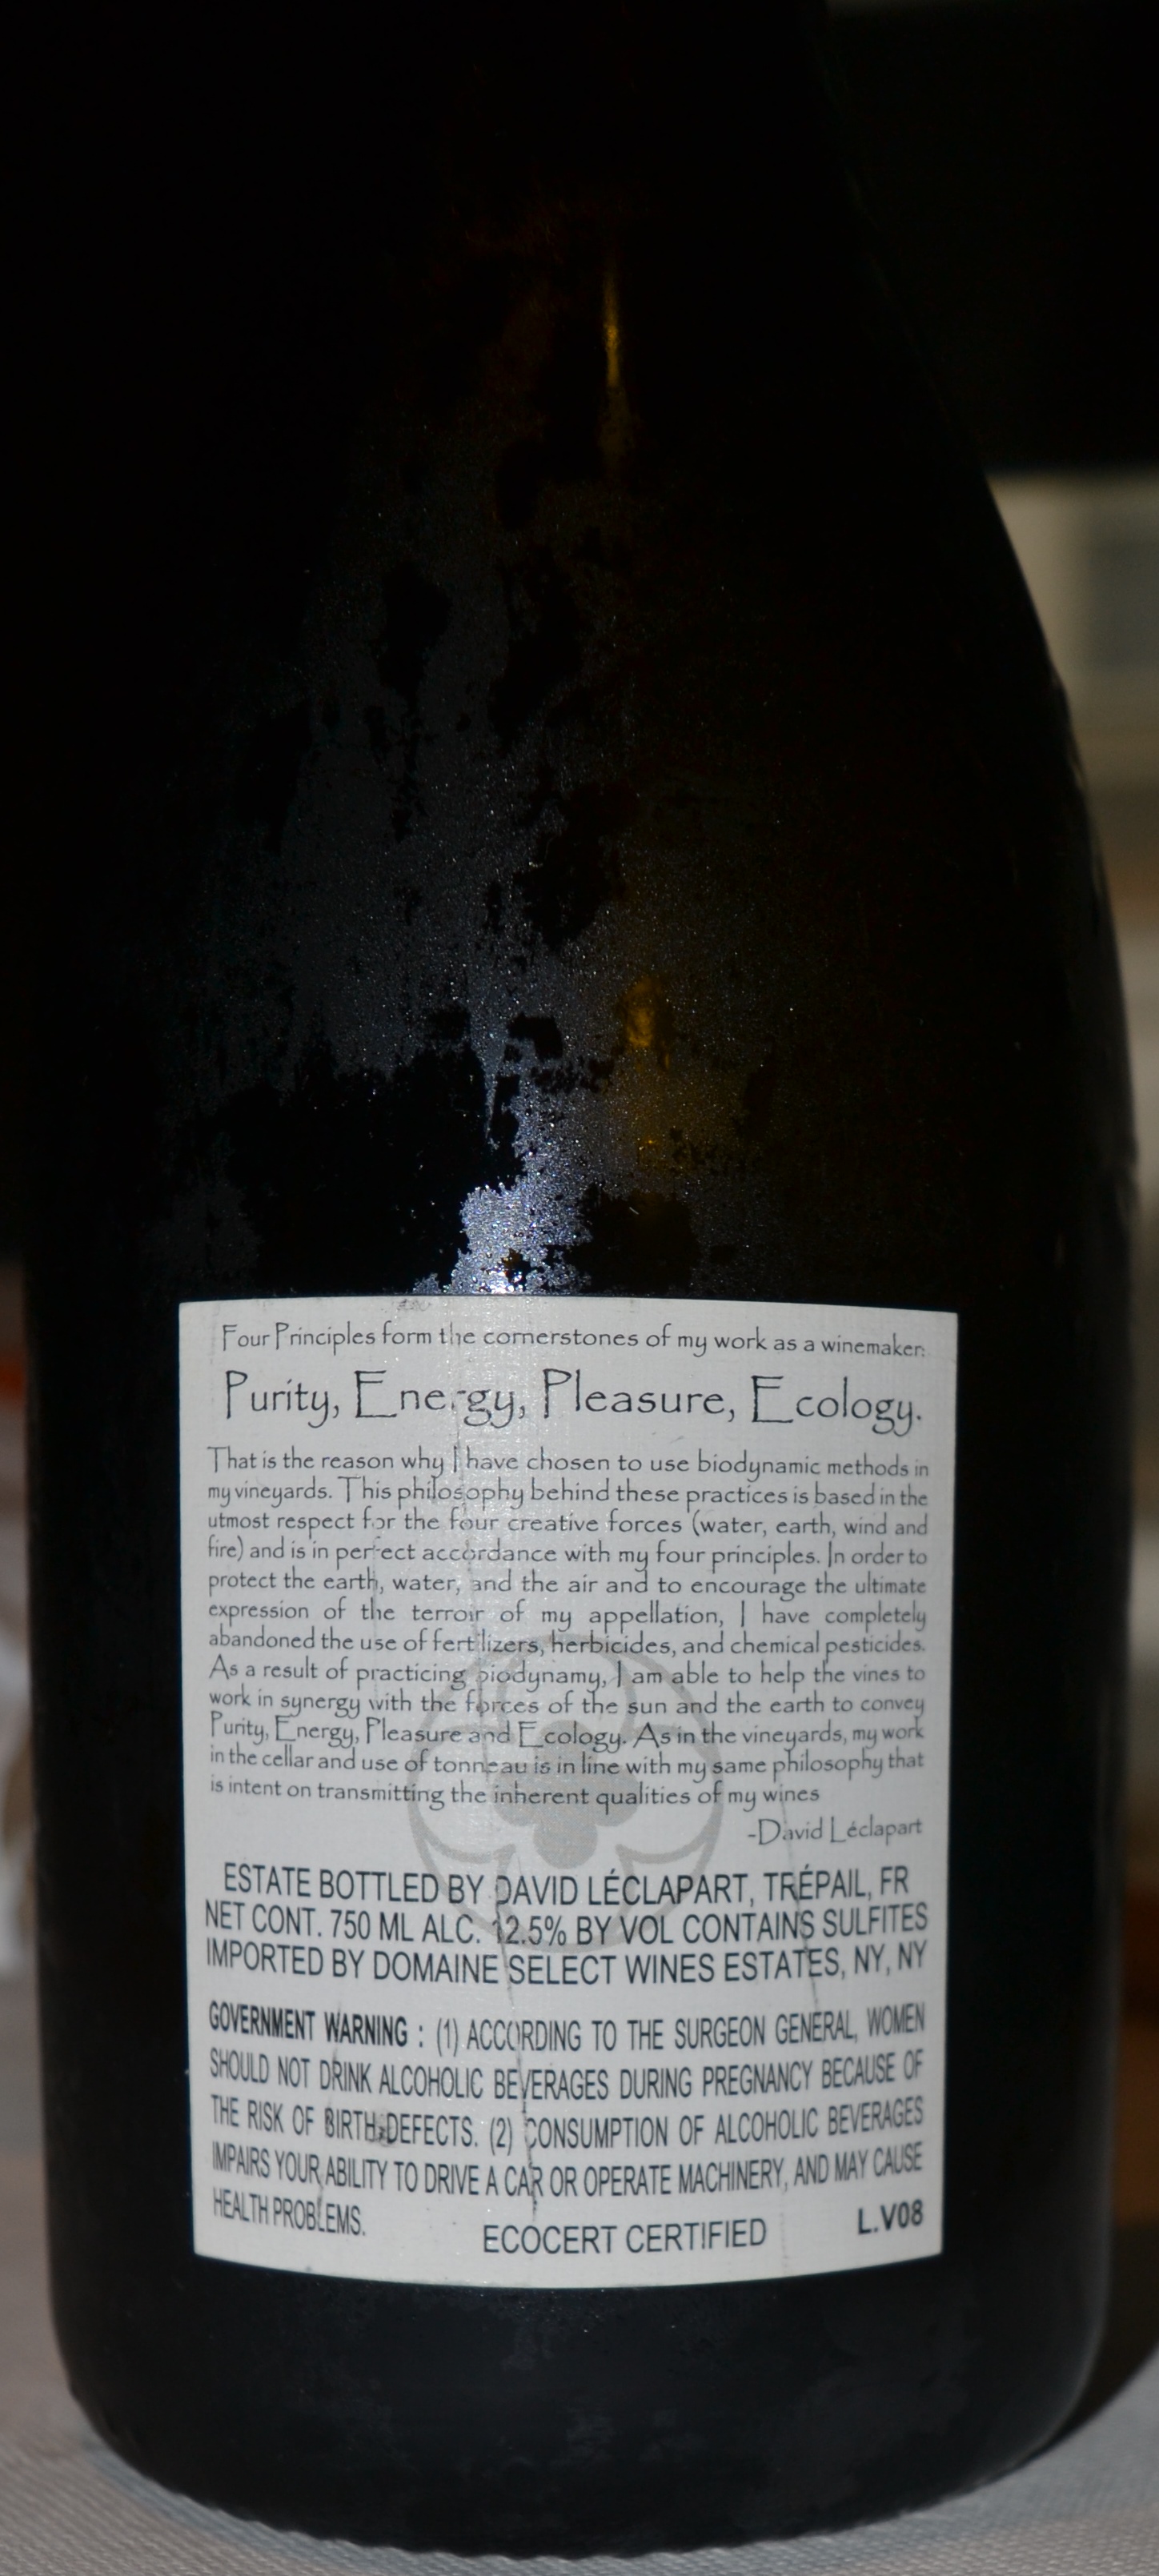 Four Principles form the cornerstones of my work as a winemaker:
Purity, Energy, Pleasure, Ecology.
That is the reason why I have chosen to use biodynamic methods in
my vineyards. This philosophy behind these practices is based in the
utmost respect for the four creative forces (water, earth, wind and
fire) and is in perfect accordance with my four principles. In order to
protect the earth, water, and the air and to encourage the ultimate
expression of the terroir of my appellation, I have completely
abandoned the use of fertilizers, herbicides, and chemical pesticides.
As a result of practicing biodynamy, I am able to help the vines to
work in synergy with the forces of the sun and the earth to convey
Purity, Energy, Pleasure and Ecology. As in the vineyards, my work
in the cellar and use of tonneau is in line with my same philosophy that
is intent on transmitting the inherent qualities of my wines
-David Léclapart
ESTATE BOTTLED BY DAVID LÉCLAPART, TRÉPAIL, FR
NET CONT. 750 ML ALC. 12.5% BY VOL CONTAINS SULFITES
IMPORTED BY DOMAINE SELECT WINES ESTATES, NY, NY
GOVERNMENT WARNING : (1) ACCORDING TO THE SURGEON GENERAL, WOMEN
SHOULD NOT DRINK ALCOHOLIC BEVERAGES DURING PREGNANCY BECAUSE OF
THE RISK OF BIRTH DEFECTS. (2) CONSUMPTION OF ALCOHOLIC BEVERAGES
IMPAIRS YOUR ABILITY TO DRIVE A CAR OR OPERATE MACHINERY, AND MAY CAUSE
HEALTH PROBLEMS.
ECOCERT CERTIFIED
L.V08